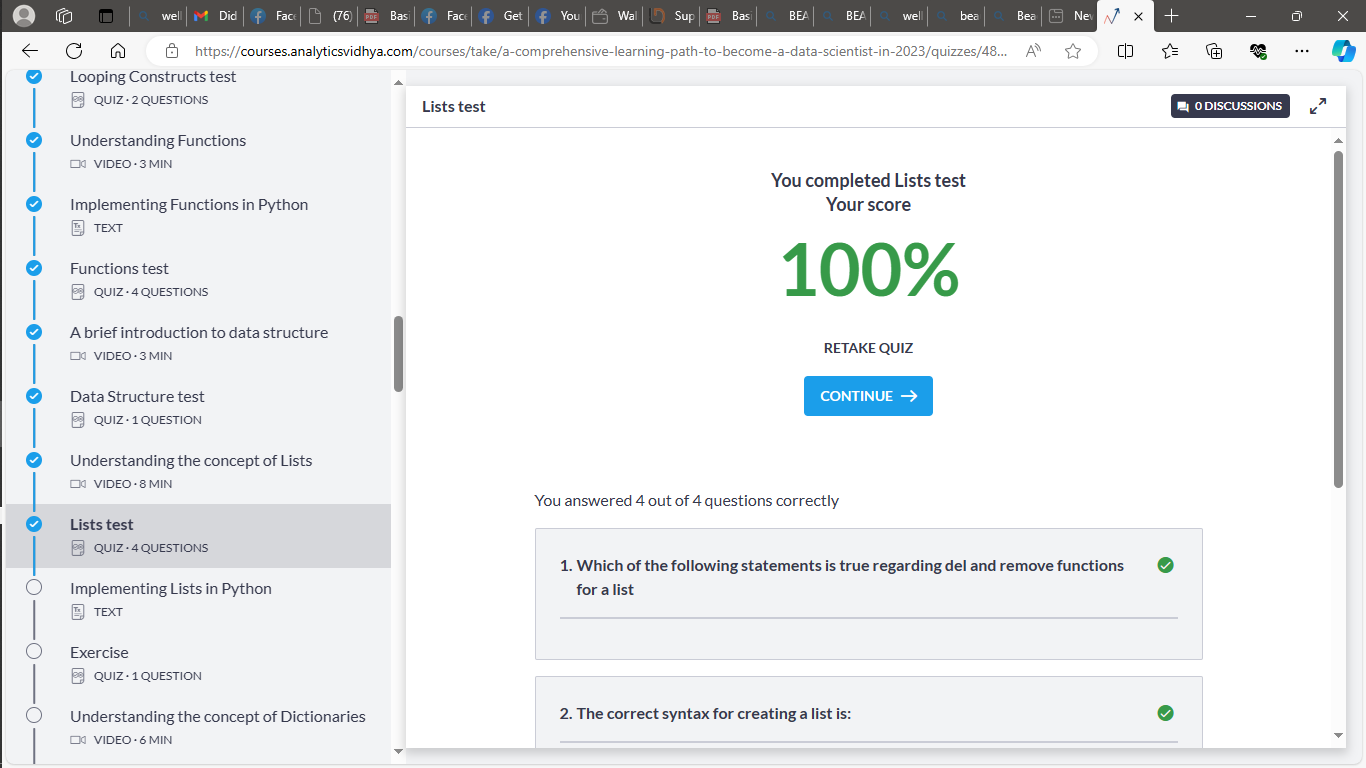 well
Did
Face
(76)
Basi
Face
Get
You
Wal
Sup
Basi
BEA
BEA
well
bea
Bea
New
https://courses.analyticsvidhya.com/courses/take/a-comprehensive-learning-path-to-become-a-data-scientist-in-2023/quizzes/48...
Looping Constructs test
QUIZ · 2 QUESTIONS
Understanding Functions
VIDEO · 3 MIN
Implementing Functions in Python
TEXT
Functions test
QUIZ · 4 QUESTIONS
A brief introduction to data structure
VIDEO · 3 MIN
Data Structure test
QUIZ · 1 QUESTION
Understanding the concept of Lists
VIDEO · 8 MIN
Lists test
QUIZ · 4 QUESTIONS
Implementing Lists in Python
TEXT
Exercise
QUIZ · 1 QUESTION
Understanding the concept of Dictionaries
VIDEO · 6 MIN
Lists test
0 DISCUSSIONS
You completed Lists test
Your score
100%
RETAKE QUIZ
CONTINUE →
You answered 4 out of 4 questions correctly
1. Which of the following statements is true regarding del and remove functions
for a list
2. The correct syntax for creating a list is: